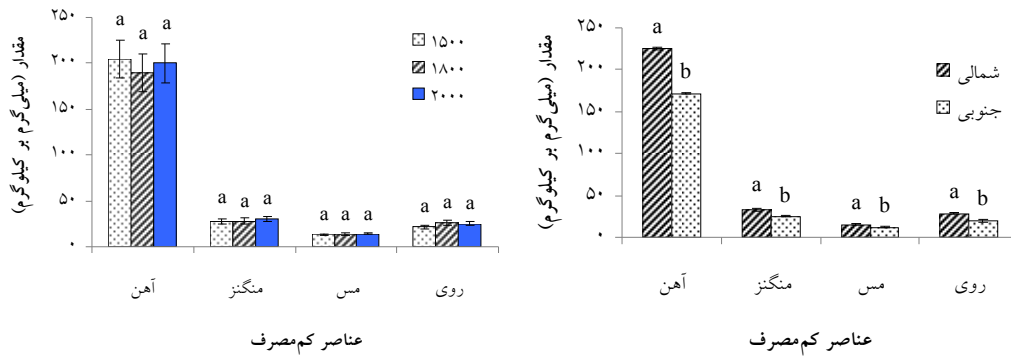 مقدار (میلی‌گرم بر کیلوگرم)
۲۵۰
۲۰۰
۱۵۰
۱۰۰
۵۰
۰
a a a
a a a
a a a
a a a
۱۵۰۰
۱۸۰۰
۲۰۰۰
آهن منگنز مس روی
عناصر کم‌مصرف
مقدار (میلی‌گرم بر کیلوگرم)
۲۵۰
۲۰۰
۱۵۰
۱۰۰
۵۰
۰
a b
a b
a b
a b
شمالی
جنوبی
آهن منگنز مس روی
عناصر کم‌مصرف